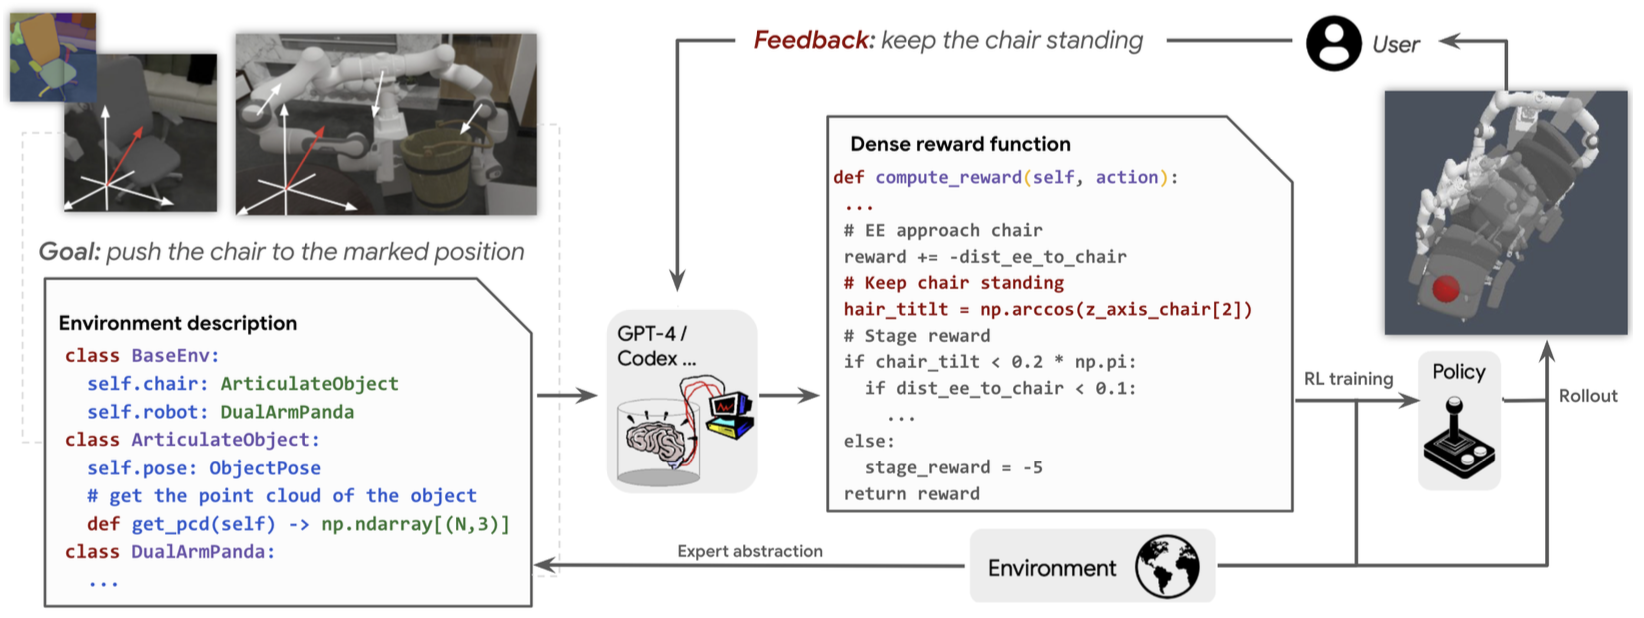 Feedback: keep the chair standing
User
Goal: push the chair to the marked position
Environment description
class BaseEnv:
self.chair: ArticulateObject
self.robot: DualArmPanda
class ArticulateObject:
self.pose: ObjectPose
# get the point cloud of the object
def get_pcd(self) -> np.ndarray[(N,3)]
class DualArmPanda:
...
GPT-4 /
Codex ...
Dense reward function
def compute_reward(self, action):
...
# EE approach chair
reward += -dist_ee_to_chair
# Keep chair standing
hair_titlt = np.arccos(z_axis_chair[2])
# Stage reward
if chair_tilt < 0.2 * np.pi:
if dist_ee_to_chair < 0.1:
...
else:
stage_reward = -5
return reward
RL training
Policy
Rollout
Expert abstraction
Environment